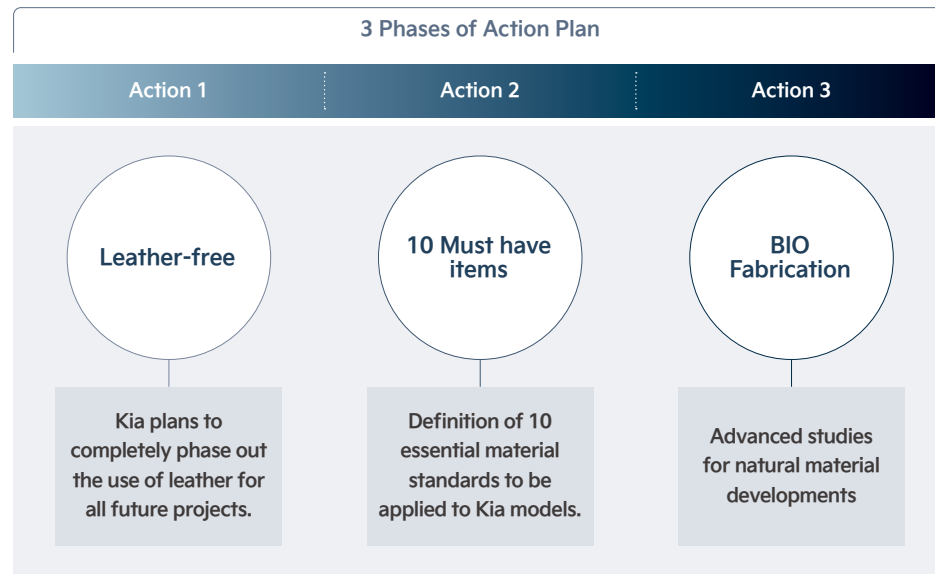 3 Phases of Action Plan
Action 1
Action 2
Action 3
Leather-free
10 Must have
items
BIO
Fabrication
Kia plans to
completely phase out
the use of leather for
all future projects.
Definition of 10
essential material
standards to be
applied to Kia models.
Advanced studies
for natural material
developments